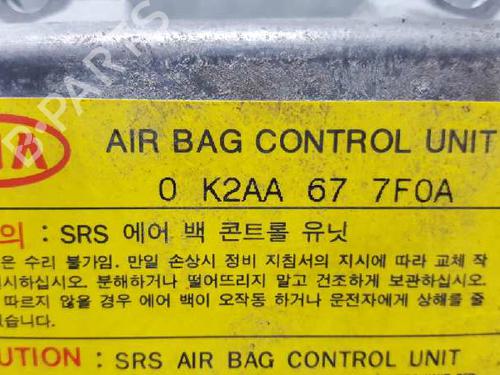 AIR BAG CONTROL UNIT
0 K2AA 67 7F0A
의 : SRS 에어 백 콘트롤 유닛
은 수리 불가임. 만일 손상시 정비 지침서의 지시에 따라 교체 작
시하십시오. 분해하거나 떨어뜨리지 말고 건조하게 보관하십시오.
따르지 않을 경우 에어 백이 오작동 하거나 운전자에게 상해를 줄
있습니다.
UTION : SRS AIR BAG CONTROL UNIT